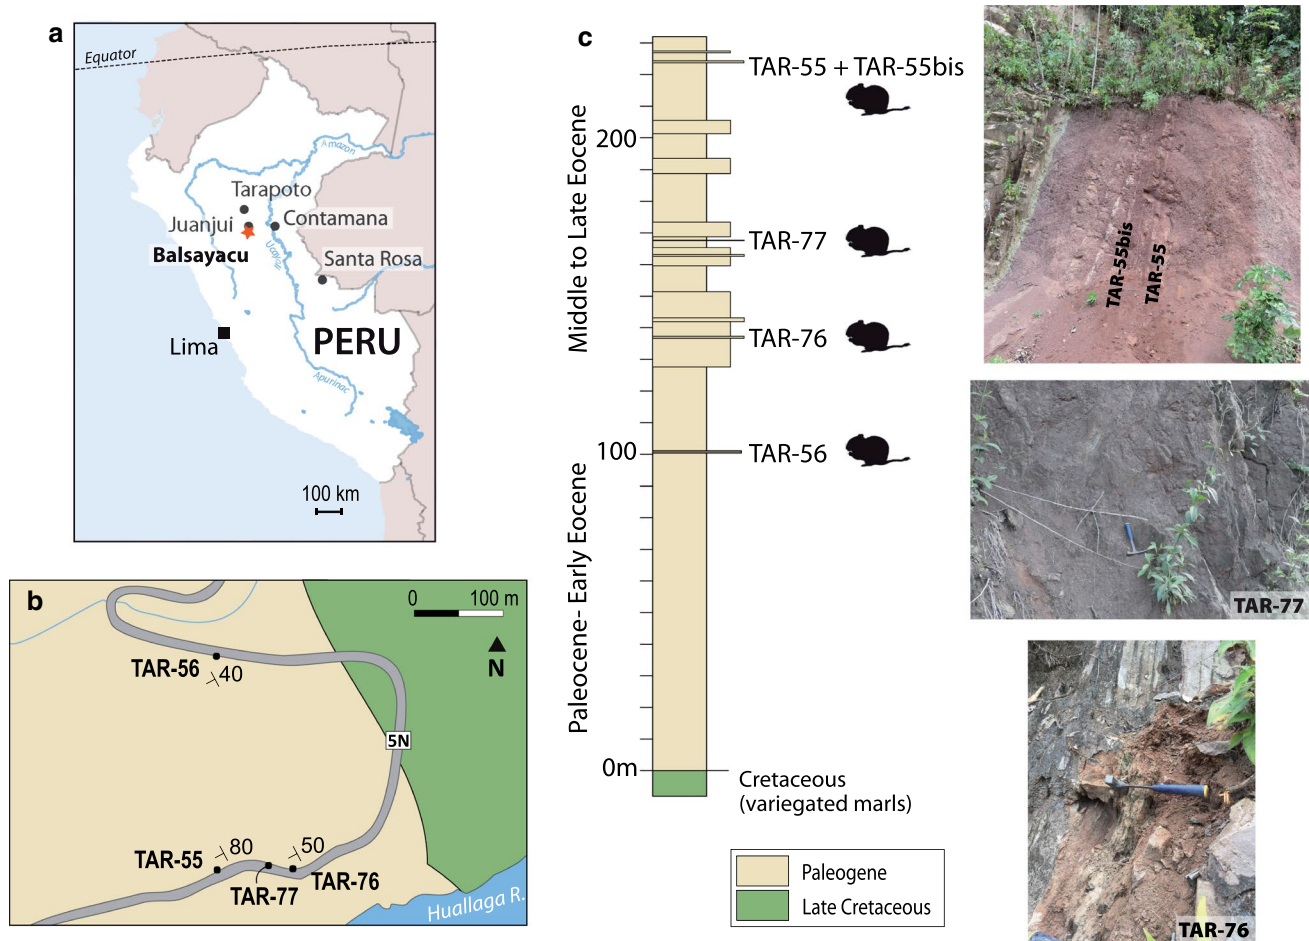 a
Equator
Amazon
Tarapoto
Juanjui
Contamana
Balsayacu
Ucayali
Santa Rosa
PERU
Lima
Apurinac
100 km
b
0 100 m
N
TAR-56
40
5N
TAR-55
80
50
TAR-77
TAR-76
Huallaga R.
c
TAR-55 + TAR-55bis
200
Middle to Late Eocene
TAR-77
TAR-76
100
TAR-56
Paleocene- Early Eocene
0m
Cretaceous
(variegated marls)
Paleogene
Late Cretaceous
TAR-55bis
TAR-55
TAR-77
TAR-76